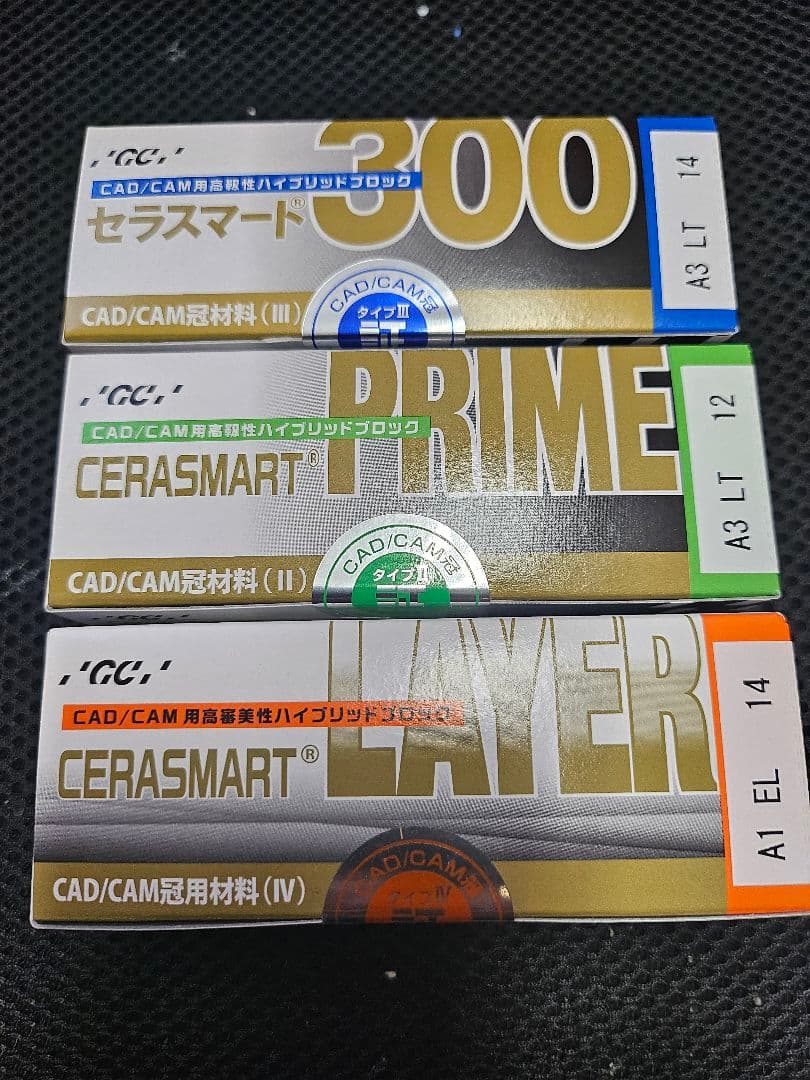 GC
300
CAD/CAM用高靱性ハイブリッドブロック
セラスマート®
CAD/CAM冠材料(III)
CAD/CAM冠
タイプIII
A3 LT 14
GC
PRIME
CAD/CAM用高靱性ハイブリッドブロック
CERASMART®
CAD/CAM冠材料(II)
CAD/CAM冠
タイプII
A3 LT 12
GC
LAYER
CAD/CAM用高審美性ハイブリッドブロック
CERASMART®
CAD/CAM冠用材料(IV)
CAD/CAM冠
タイプIV
A1 EL 14